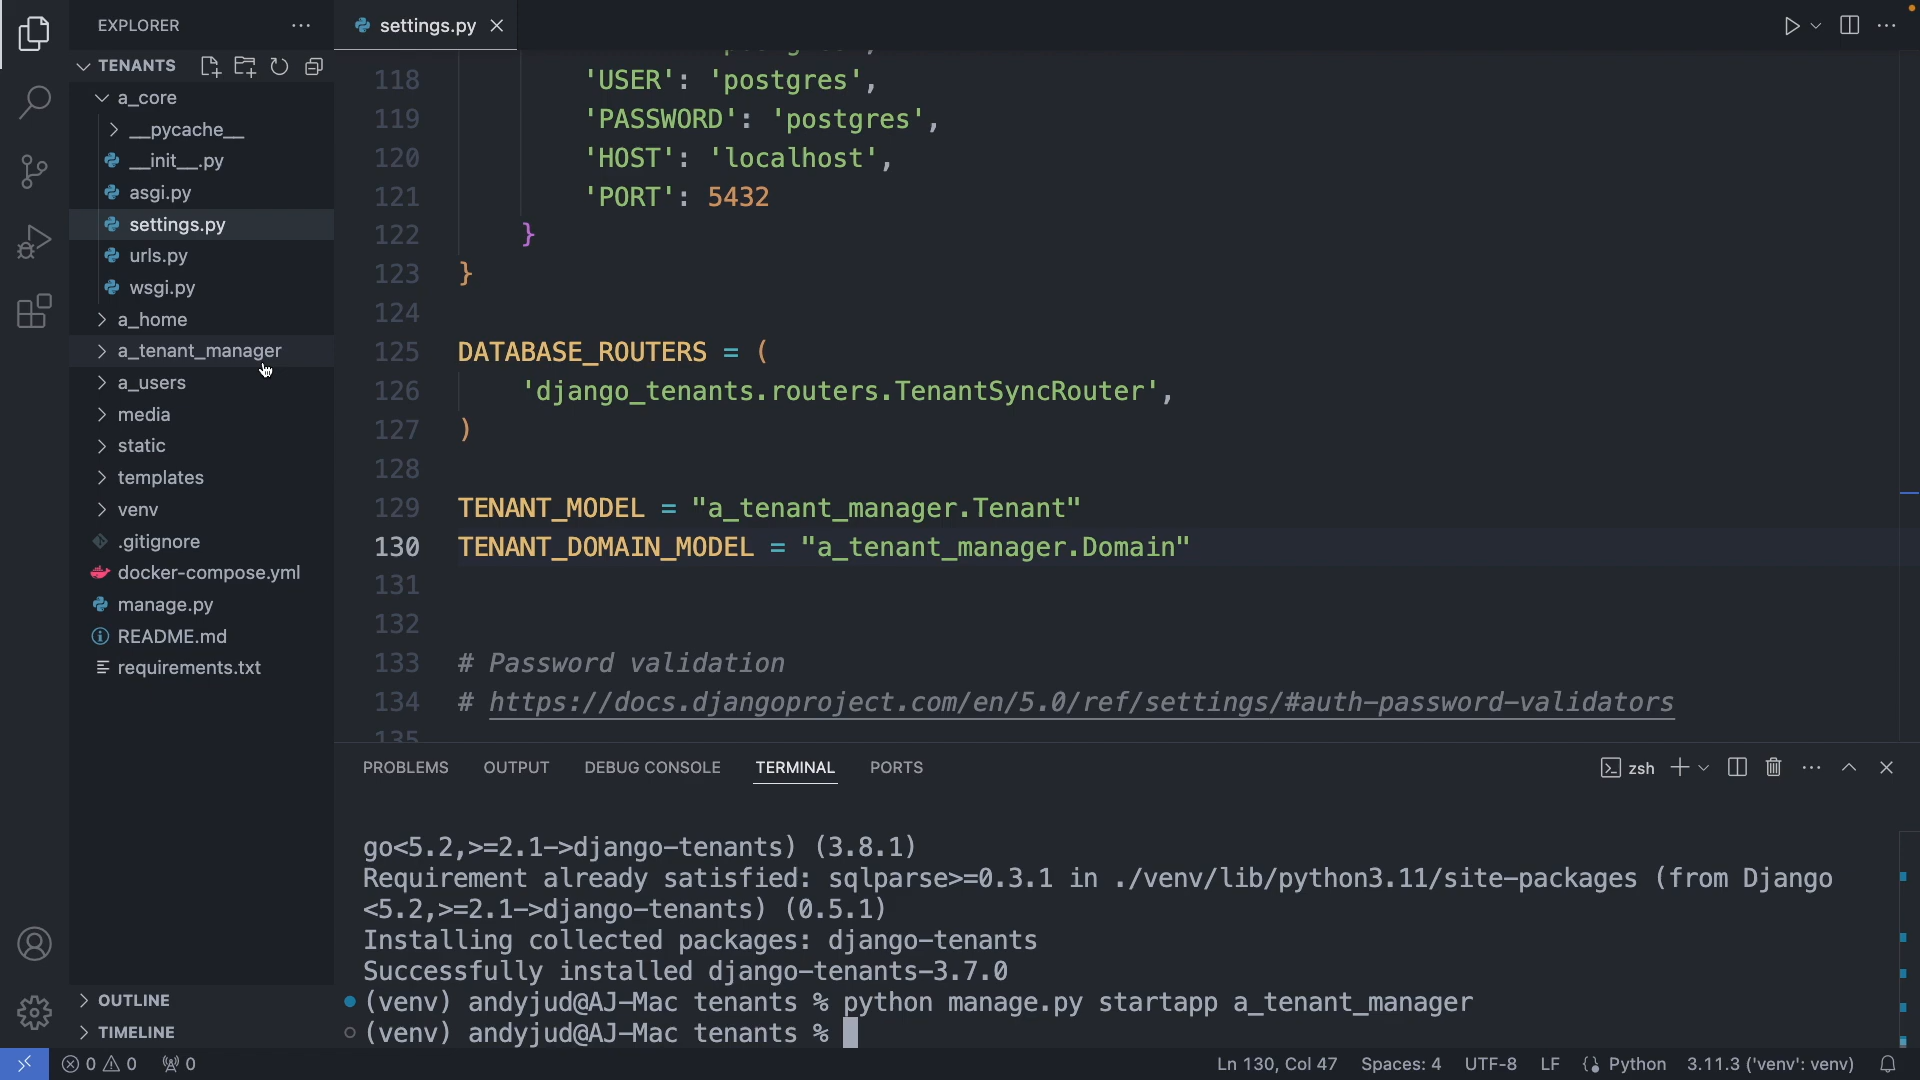 EXPLORER
settings.py
TENANTS
a_core
__pycache__
__init__.py
asgi.py
settings.py
urls.py
wsgi.py
a_home
a_tenant_manager
a_users
media
static
templates
venv
.gitignore
docker-compose.yml
manage.py
README.md
requirements.txt
OUTLINE
TIMELINE
118 'USER': 'postgres',
119 'PASSWORD': 'postgres',
120 'HOST': 'localhost',
121 'PORT': 5432
122 }
123 }
124
125 DATABASE_ROUTERS = (
126 'django_tenants.routers.TenantSyncRouter',
127 )
128
129 TENANT_MODEL = "a_tenant_manager.Tenant"
130 TENANT_DOMAIN_MODEL = "a_tenant_manager.Domain"
131
132
133 # Password validation
134 # https://docs.djangoproject.com/en/5.0/ref/settings/#auth-password-validators
135
PROBLEMS OUTPUT DEBUG CONSOLE TERMINAL PORTS zsh
go<5.2,>=2.1->django-tenants) (3.8.1)
Requirement already satisfied: sqlparse>=0.3.1 in ./venv/lib/python3.11/site-packages (from Django
<5.2,>=2.1->django-tenants) (0.5.1)
Installing collected packages: django-tenants
Successfully installed django-tenants-3.7.0
(venv) andyjud@AJ-Mac tenants % python manage.py startapp a_tenant_manager
(venv) andyjud@AJ-Mac tenants %
0 0 0 Ln 130, Col 47 Spaces: 4 UTF-8 LF Python 3.11.3 ('venv': venv)